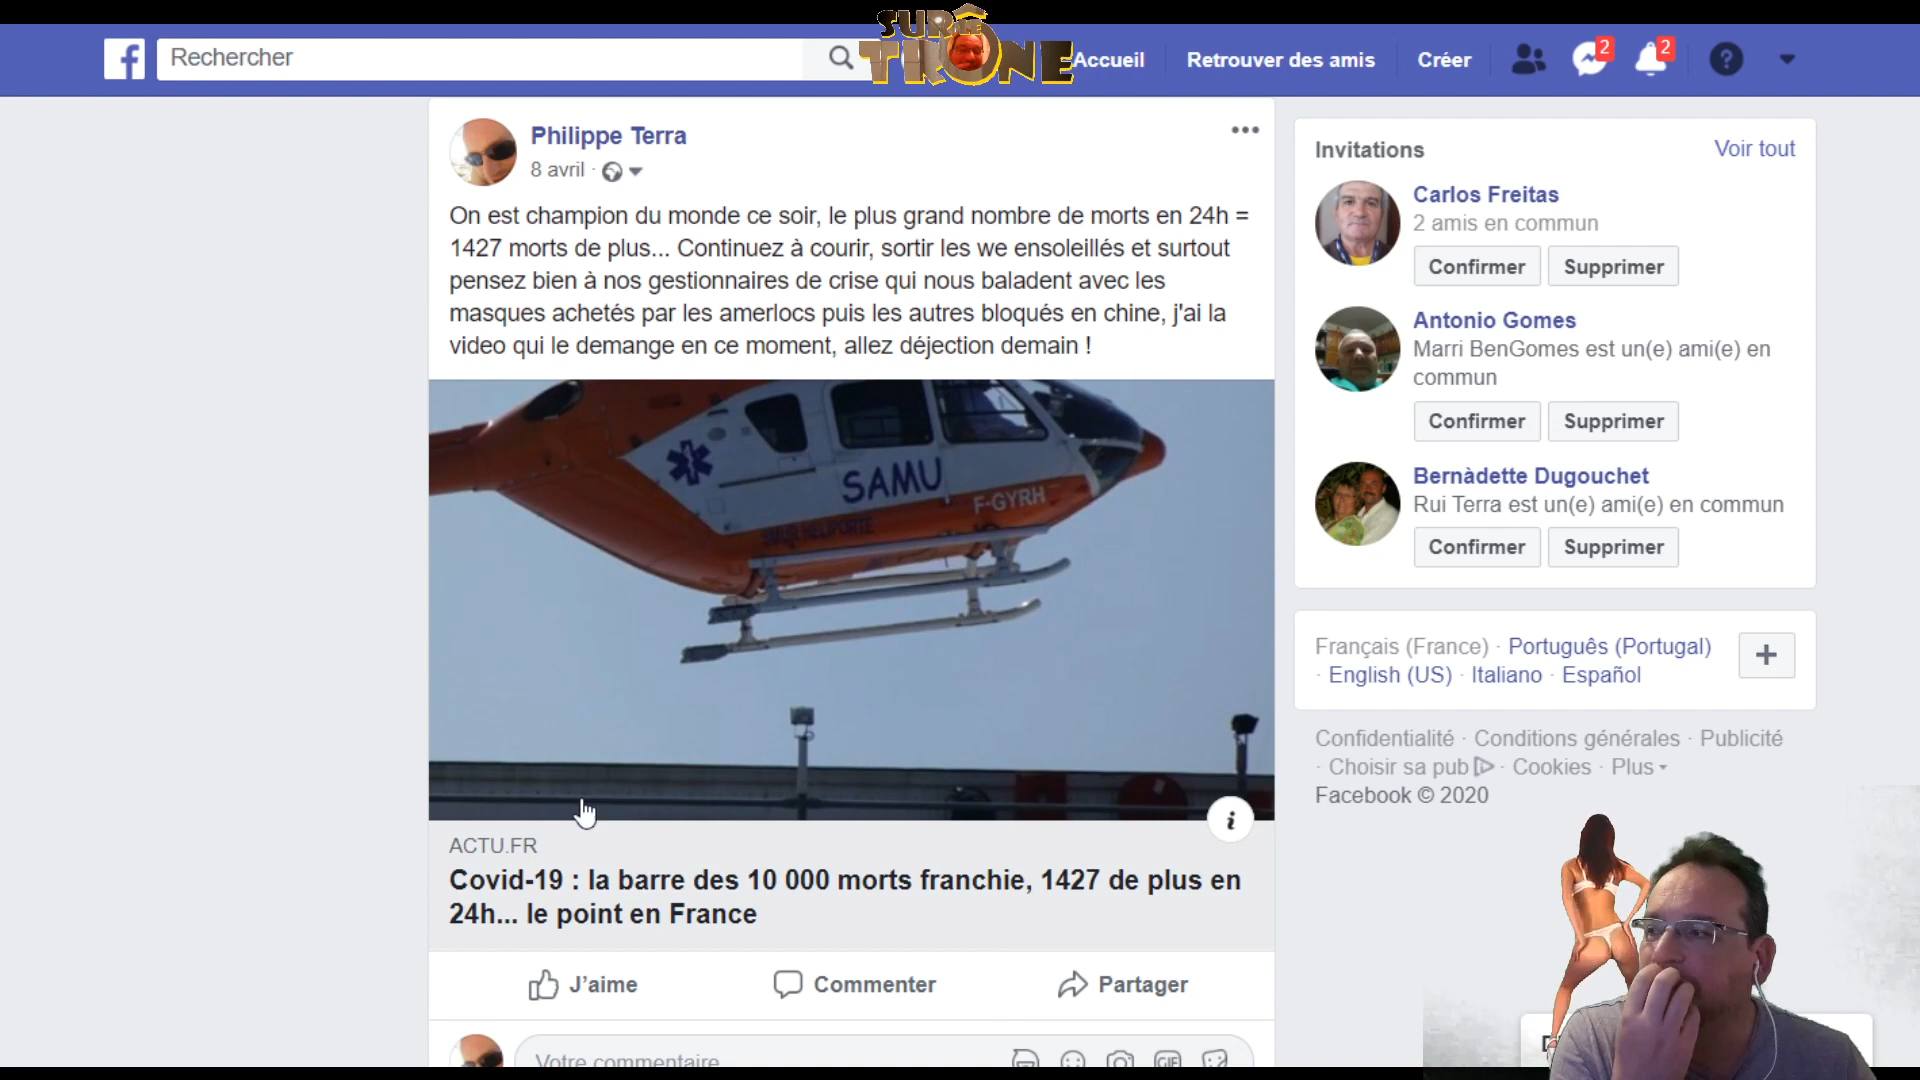 SUR LE
TRONE
Rechercher
Accueil
Retrouver des amis
Créer
2
2
?
Philippe Terra
8 avril ·
On est champion du monde ce soir, le plus grand nombre de morts en 24h =
1427 morts de plus... Continuez à courir, sortir les we ensoleillés et surtout
pensez bien à nos gestionnaires de crise qui nous baladent avec les
masques achetés par les amerlocs puis les autres bloqués en chine, j'ai la
video qui le demange en ce moment, allez déjection demain !
SAMU
F-GYRH
SMUR HELIPORTE
i
ACTU.FR
Covid-19 : la barre des 10 000 morts franchie, 1427 de plus en
24h... le point en France
J'aime
Commenter
Partager
Votre commentaire
GIF
Invitations
Voir tout
Carlos Freitas
2 amis en commun
Confirmer
Supprimer
Antonio Gomes
Marri BenGomes est un(e) ami(e) en
commun
Confirmer
Supprimer
Bernàdette Dugouchet
Rui Terra est un(e) ami(e) en commun
Confirmer
Supprimer
Français (France) · Português (Portugal)
· English (US) · Italiano · Español
Confidentialité · Conditions générales · Publicité
· Choisir sa pub · Cookies · Plus
Facebook © 2020